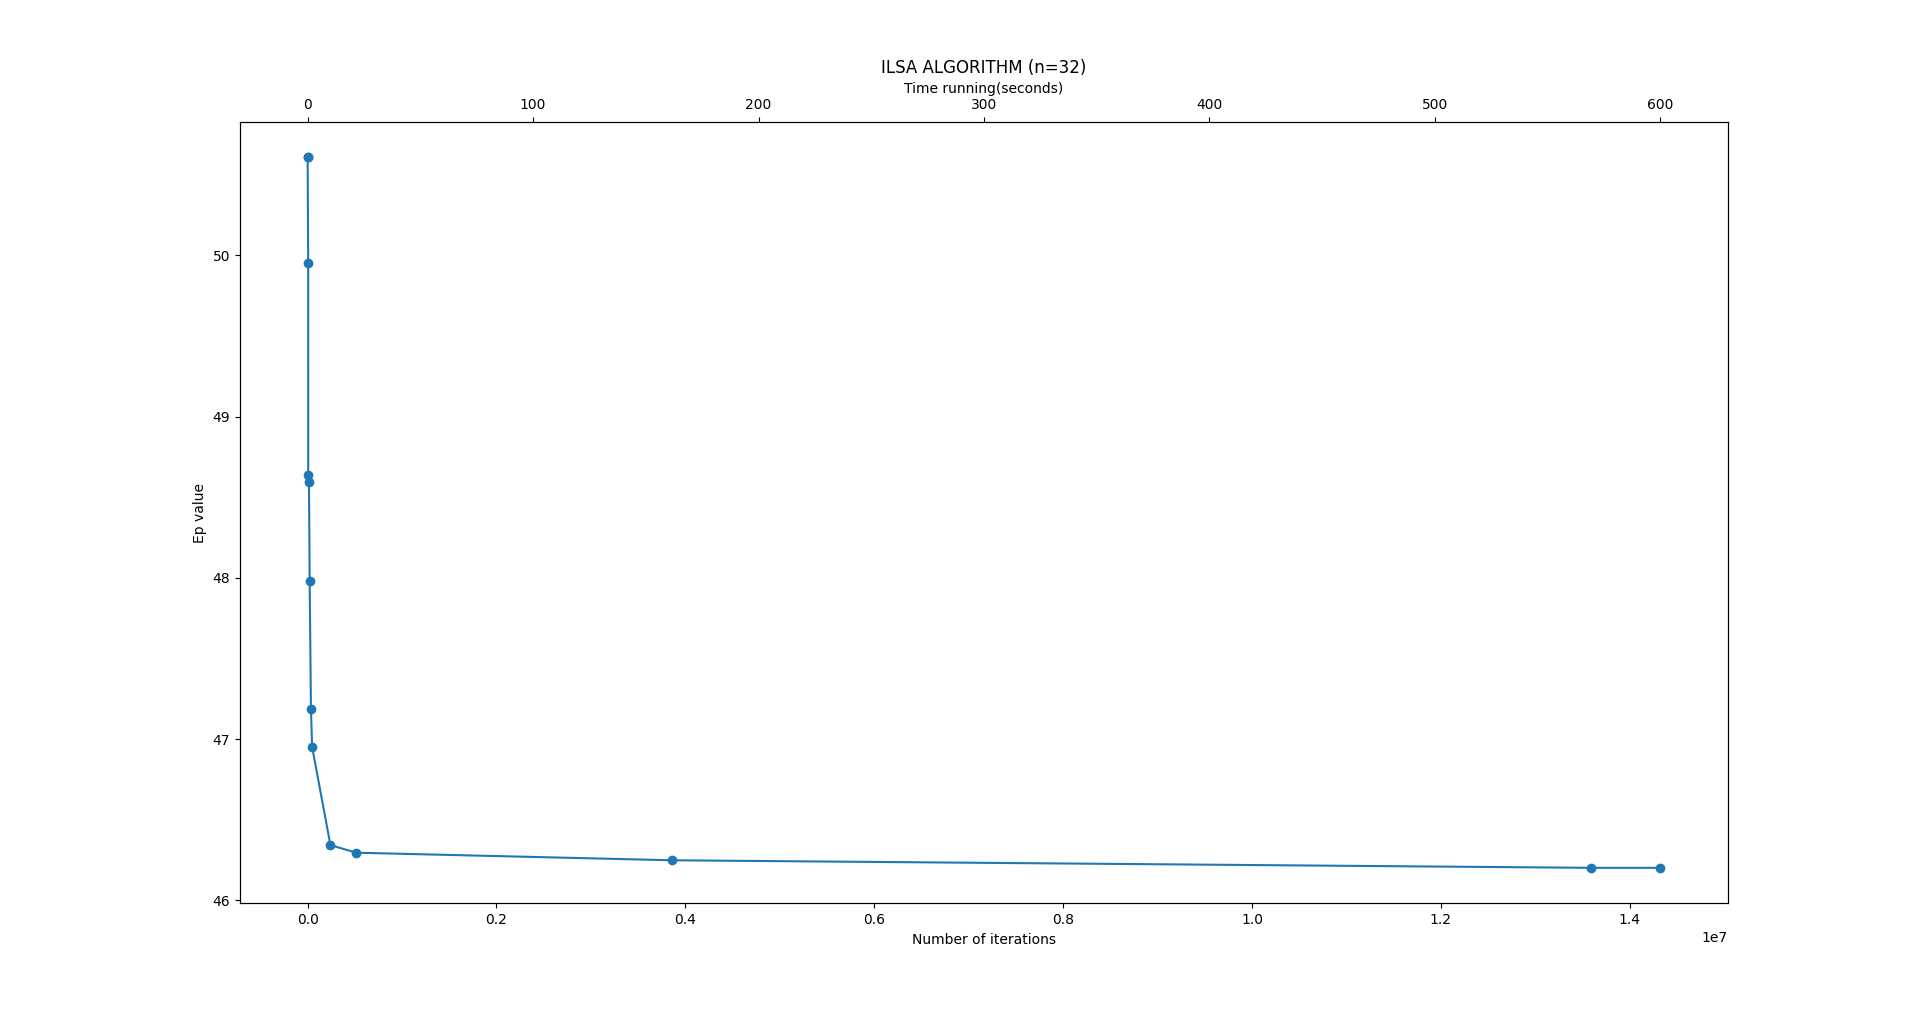 ILSA ALGORITHM (n=32)
Time running(seconds)
0 100 200 300 400 500 600
50
49
48
47
46
Ep value
0.0 0.2 0.4 0.6 0.8 1.0 1.2 1.4
1e7
Number of iterations